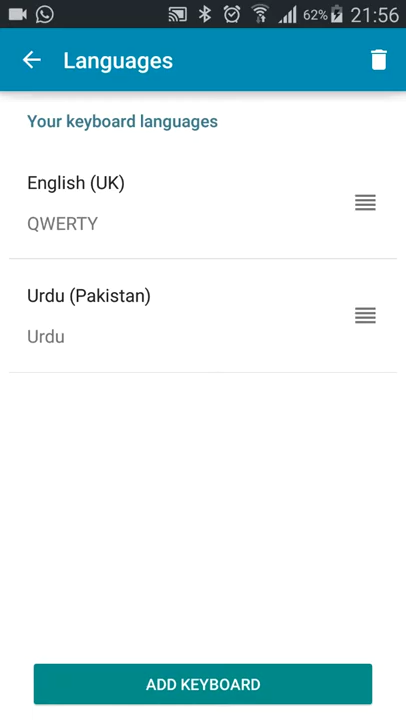 62% 21:56
Languages
Your keyboard languages
English (UK)
QWERTY
Urdu (Pakistan)
Urdu
ADD KEYBOARD